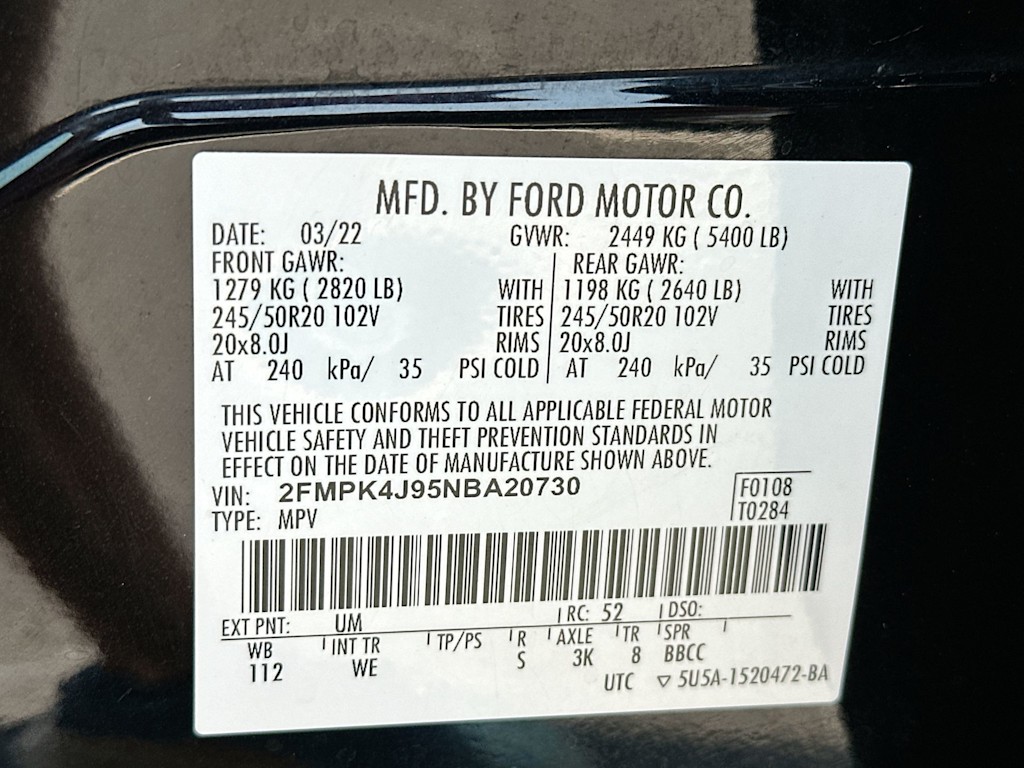 MFD. BY FORD MOTOR CO.
DATE: 03/22 GVWR: 2449 KG ( 5400 LB)
FRONT GAWR: REAR GAWR:
1279 KG ( 2820 LB) WITH 1198 KG ( 2640 LB) WITH
245/50R20 102V TIRES 245/50R20 102V TIRES
20x8.0J RIMS 20x8.0J RIMS
AT 240 kPa/ 35 PSI COLD AT 240 kPa/ 35 PSI COLD
THIS VEHICLE CONFORMS TO ALL APPLICABLE FEDERAL MOTOR
VEHICLE SAFETY AND THEFT PREVENTION STANDARDS IN
EFFECT ON THE DATE OF MANUFACTURE SHOWN ABOVE.
VIN: 2FMPK4J95NBA20730 F0108
TYPE: MPV T0284
EXT PNT: UM RC: 52 DSO:
WB INT TR TP/PS R AXLE TR SPR
112 WE S 3K 8 BBCC
UTC ▽ 5U5A-1520472-BA